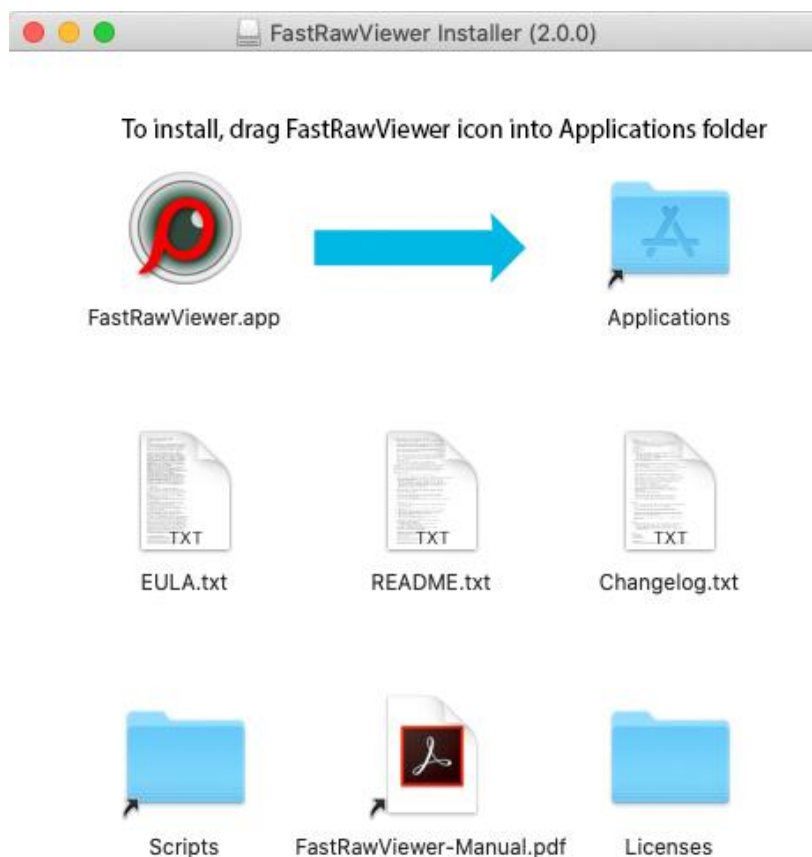 FastRawViewer Installer (2.0.0)
To install, drag FastRawViewer icon into Applications folder
FastRawViewer.app
Applications
TXT
TXT
TXT
EULA.txt
README.txt
Changelog.txt
Scripts
FastRawViewer-Manual.pdf
Licenses